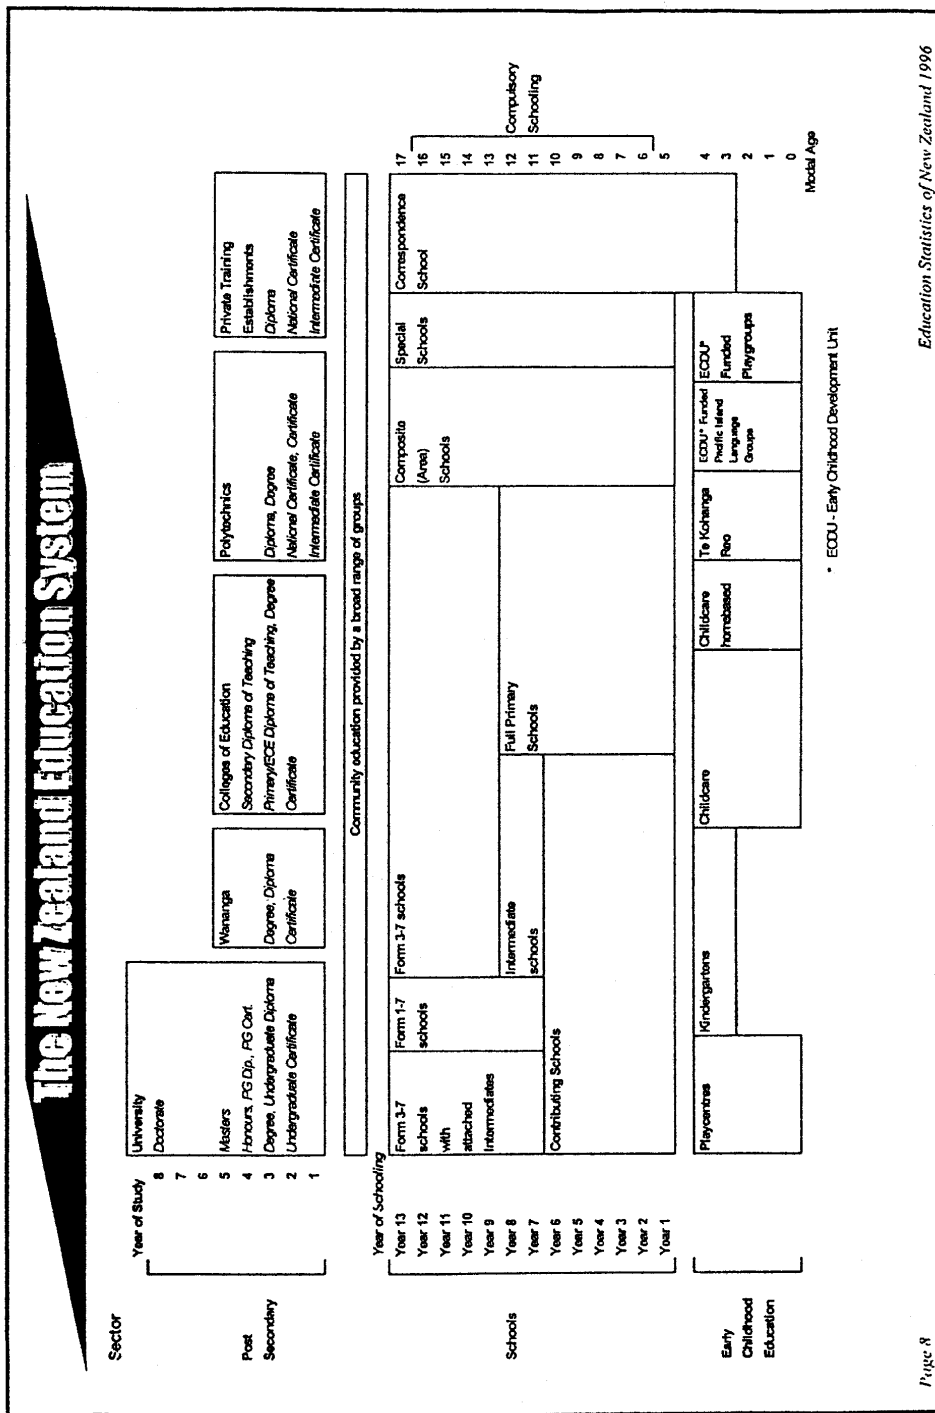 The New Zealand Education System
Sector
Year of Study
Post
Secondary
8
7
6
5
4
3
2
1
University
Doctorate
Masters
Honours, PG Dip., PG Cert.
Degree, Undergraduate Diploma
Undergraduate Certificate
Wananga
Degree, Diploma
Certificate
Colleges of Education
Secondary Diploma of Teaching
Primary/ECE Diploma of Teaching, Degree
Certificate
Polytechnics
Diploma, Degree
National Certificate, Certificate
Intermediate Certificate
Private Training
Establishments
Diploma
National Certificate
Intermediate Certificate
Community education provided by a broad range of groups
Year of Schooling
Schools
Year 13
Year 12
Year 11
Year 10
Year 9
Year 8
Year 7
Year 6
Year 5
Year 4
Year 3
Year 2
Year 1
Form 3-7
schools
with
attached
Intermediates
Form 1-7
schools
Form 3-7 schools
Intermediate
schools
Contributing Schools
Full Primary
Schools
Composite
(Area)
Schools
Special
Schools
Correspondence
School
17
16
15
14
13
12
11
10
9
8
7
6
5
Compulsory
Schooling
Early
Childhood
Education
Playcentres
Kindergartens
Childcare
Childcare
homebased
Te Kohanga
Reo
ECDU* Funded
Pacific Island
Language
Groups
ECDU*
Funded
Playgroups
4
3
2
1
0
Modal Age
* ECDU - Early Childhood Development Unit
Page 8
Education Statistics of New Zealand 1996